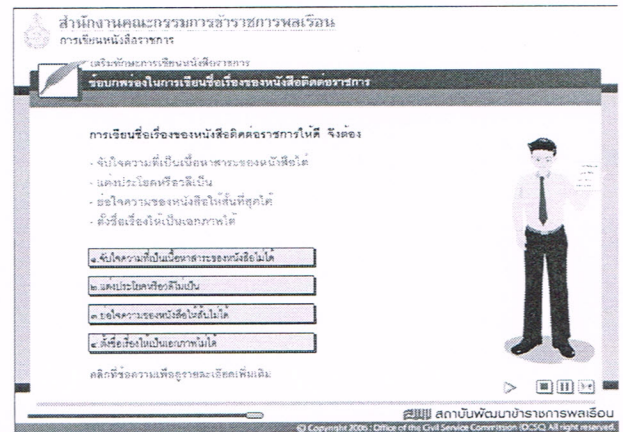 สำนักงานคณะกรรมการข้าราชการพลเรือน
การเขียนหนังสือราชการ
เสริมทักษะการเขียนหนังสือราชการ
ข้อบกพร่องในการเขียนชื่อเรื่องของหนังสือติดต่อราชการ
การเขียนชื่อเรื่องของหนังสือติดต่อราชการให้ดี จึงต้อง
- จับใจความที่เป็นเนื้อหาสาระของหนังสือได้
- แต่งประโยคหรือวลีเป็น
- ย่อใจความของหนังสือให้สั้นที่สุดได้
- ตั้งชื่อเรื่องให้เป็นเอกภาพได้
๑.จับใจความที่เป็นเนื้อหาสาระของหนังสือไม่ได้
๒.แต่งประโยคหรือวลีไม่เป็น
๓.ย่อใจความของหนังสือให้สั้นไม่ได้
๔.ตั้งชื่อเรื่องให้เป็นเอกภาพไม่ได้
คลิกที่ข้อความเพื่อดูรายละเอียดเพิ่มเติม
สถาบันพัฒนาข้าราชการพลเรือน
© Copyright 2006 : Office of the Civil Service Commission (OCSC) All right reserved.